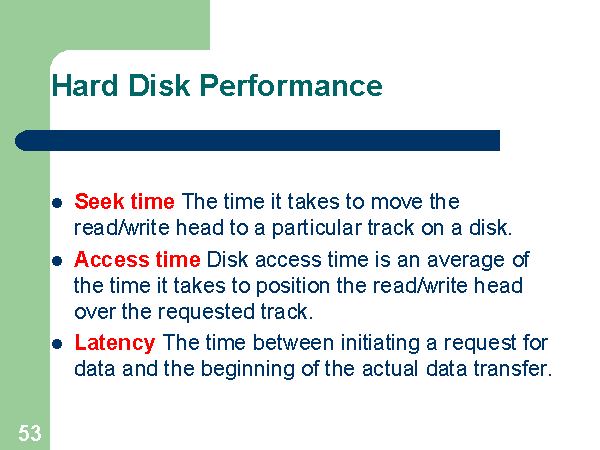 Hard Disk Performance
Seek time The time it takes to move the
read/write head to a particular track on a disk.
Access time Disk access time is an average of
the time it takes to position the read/write head
over the requested track.
Latency The time between initiating a request for
data and the beginning of the actual data transfer.
53